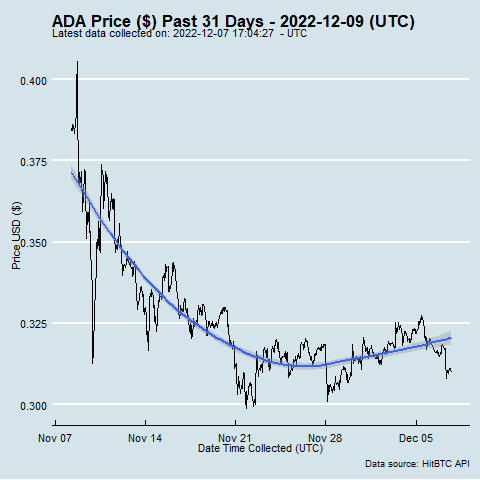 ADA Price ($) Past 31 Days - 2022-12-09 (UTC)
Latest data collected on: 2022-12-07 17:04:27  - UTC
0.400
0.375
0.350
0.325
0.300
Price USD ($)
Nov 07 Nov 14 Nov 21 Nov 28 Dec 05
Date Time Collected (UTC)
Data source: HitBTC API